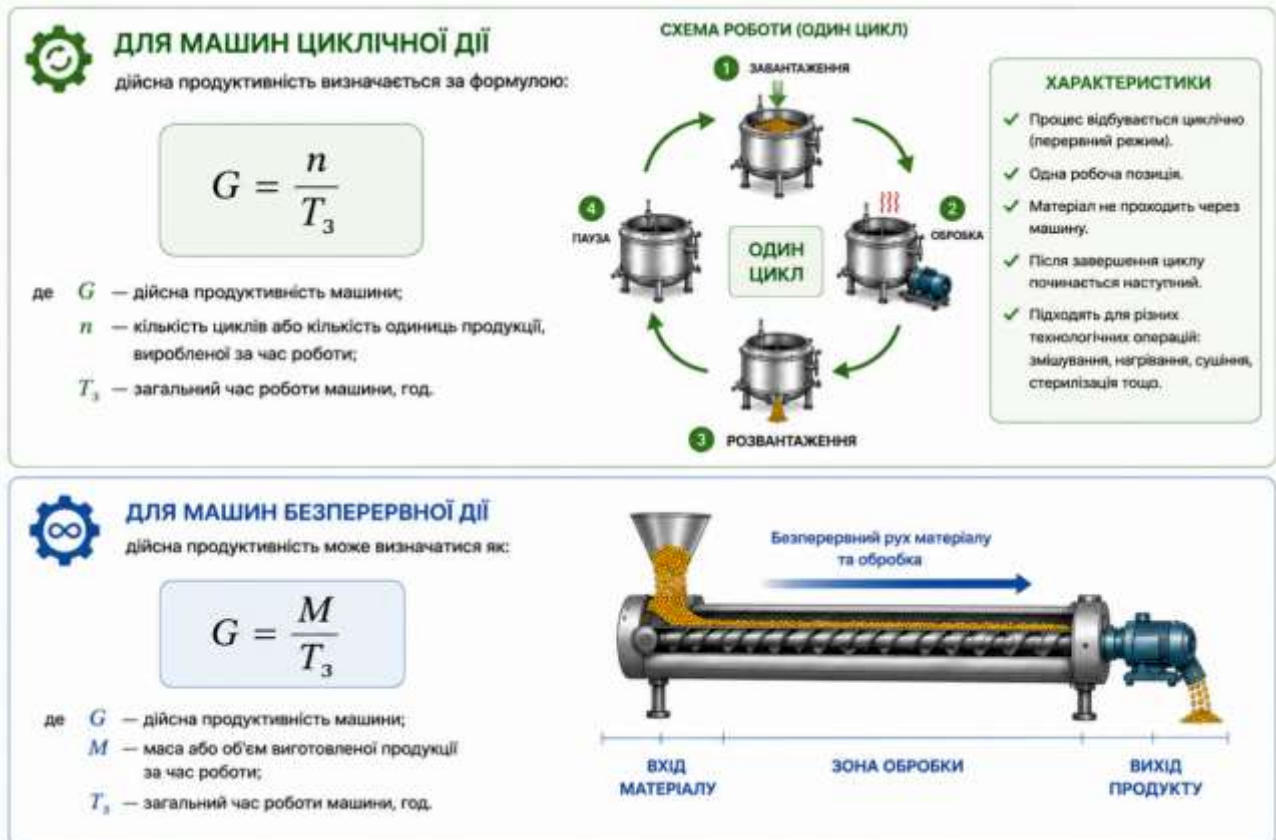 ДЛЯ МАШИН ЦИКЛІЧНОЇ ДІЇ
дійсна продуктивність визначається за формулою:
G = n / T₃
де G — дійсна продуктивність машини;
n — кількість циклів або кількість одиниць продукції,
виробленої за час роботи;
T₃ — загальний час роботи машини, год.
СХЕМА РОБОТИ (ОДИН ЦИКЛ)
1 ЗАВАНТАЖЕННЯ
2
ОБРОБКА
3 РОЗВАНТАЖЕННЯ
4
ПАУЗА
ОДИН
ЦИКЛ
ХАРАКТЕРИСТИКИ
✓ Процес відбувається циклічно
(перервний режим).
✓ Одна робоча позиція.
✓ Матеріал не проходить через
машину.
✓ Після завершення циклу
починається наступний.
✓ Підходять для різних
технологічних операцій:
змішування, нагрівання, сушіння,
стерилізація тощо.
ДЛЯ МАШИН БЕЗПЕРЕРВНОЇ ДІЇ
дійсна продуктивність може визначатися як:
G = M / T₃
де G — дійсна продуктивність машини;
M — маса або об'єм виготовленої продукції
за час роботи;
T₃ — загальний час роботи машини, год.
Безперервний рух матеріалу
та обробка
ВХІД
МАТЕРІАЛУ
ЗОНА ОБРОБКИ
ВИХІД
ПРОДУКТУ